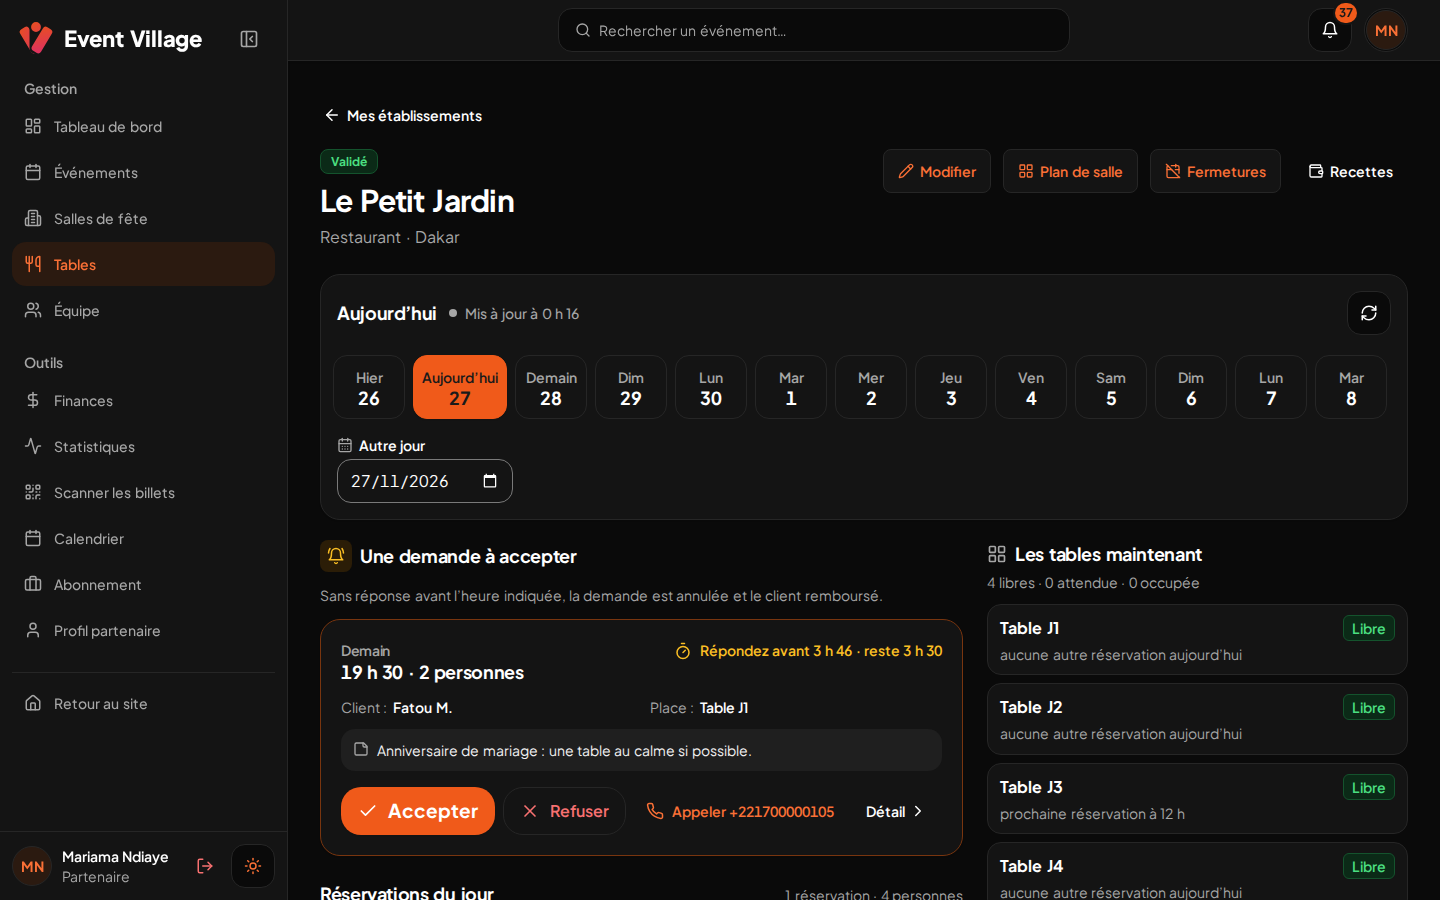 Event Village
Gestion
Tableau de bord
Événements
Salles de fête
Tables
Équipe
Outils
Finances
Statistiques
Scanner les billets
Calendrier
Abonnement
Profil partenaire
Retour au site
MN
Mariama Ndiaye
Partenaire
Rechercher un événement...
37
MN
Mes établissements
Validé
Le Petit Jardin
Restaurant · Dakar
Modifier
Plan de salle
Fermetures
Recettes
Aujourd'hui
Mis à jour à 0 h 16
Hier
26
Aujourd'hui
27
Demain
28
Dim
29
Lun
30
Mar
1
Mer
2
Jeu
3
Ven
4
Sam
5
Dim
6
Lun
7
Mar
8
Autre jour
27/11/2026
Une demande à accepter
Sans réponse avant l'heure indiquée, la demande est annulée et le client remboursé.
Demain
19 h 30 · 2 personnes
Répondez avant 3 h 46 · reste 3 h 30
Client : Fatou M.
Place : Table J1
Anniversaire de mariage : une table au calme si possible.
Accepter
Refuser
Appeler +221700000105
Détail
Réservations du jour
1 réservation · 4 personnes
Les tables maintenant
4 libres · 0 attendue · 0 occupée
Table J1
Libre
aucune autre réservation aujourd'hui
Table J2
Libre
aucune autre réservation aujourd'hui
Table J3
Libre
prochaine réservation à 12 h
Table J4
Libre
aucune autre réservation aujourd'hui